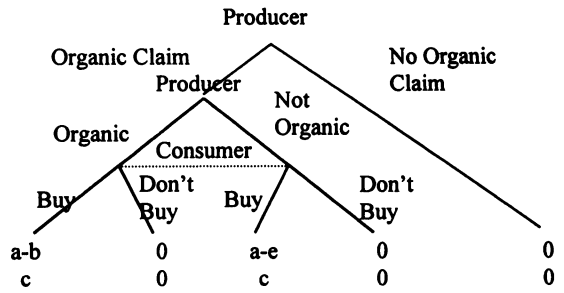 Producer
Organic Claim
No Organic
Claim
Producer
Not
Organic
Organic
Consumer
Buy
Don't
Buy
Buy
Don't
Buy
a-b 0 a-e 0 0
c 0 c 0 0